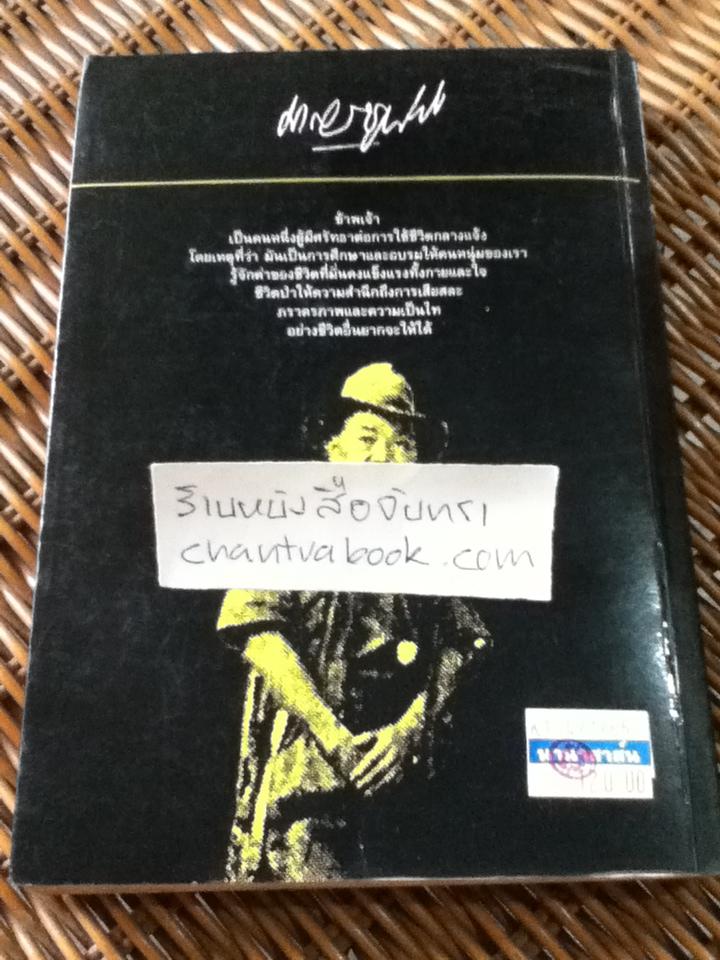 ข้าพเจ้า
เป็นคนหนึ่งผู้มีศรัทธาต่อการใช้ชีวิตกลางแจ้ง
โดยเหตุที่ว่า มันเป็นการศึกษาและอบรมให้คนหนุ่มของเรา
รู้จักค่าของชีวิตที่มั่นคงแข็งแรงทั้งกายและใจ
ชีวิตป่าให้ความสำนึกถึงการเสียสละ
ภราดรภาพและความเป็นไท
อย่างชีวิตอื่นยากจะให้ได้
ร้านหนังสือจันทรา
chantrabook.com
120 00